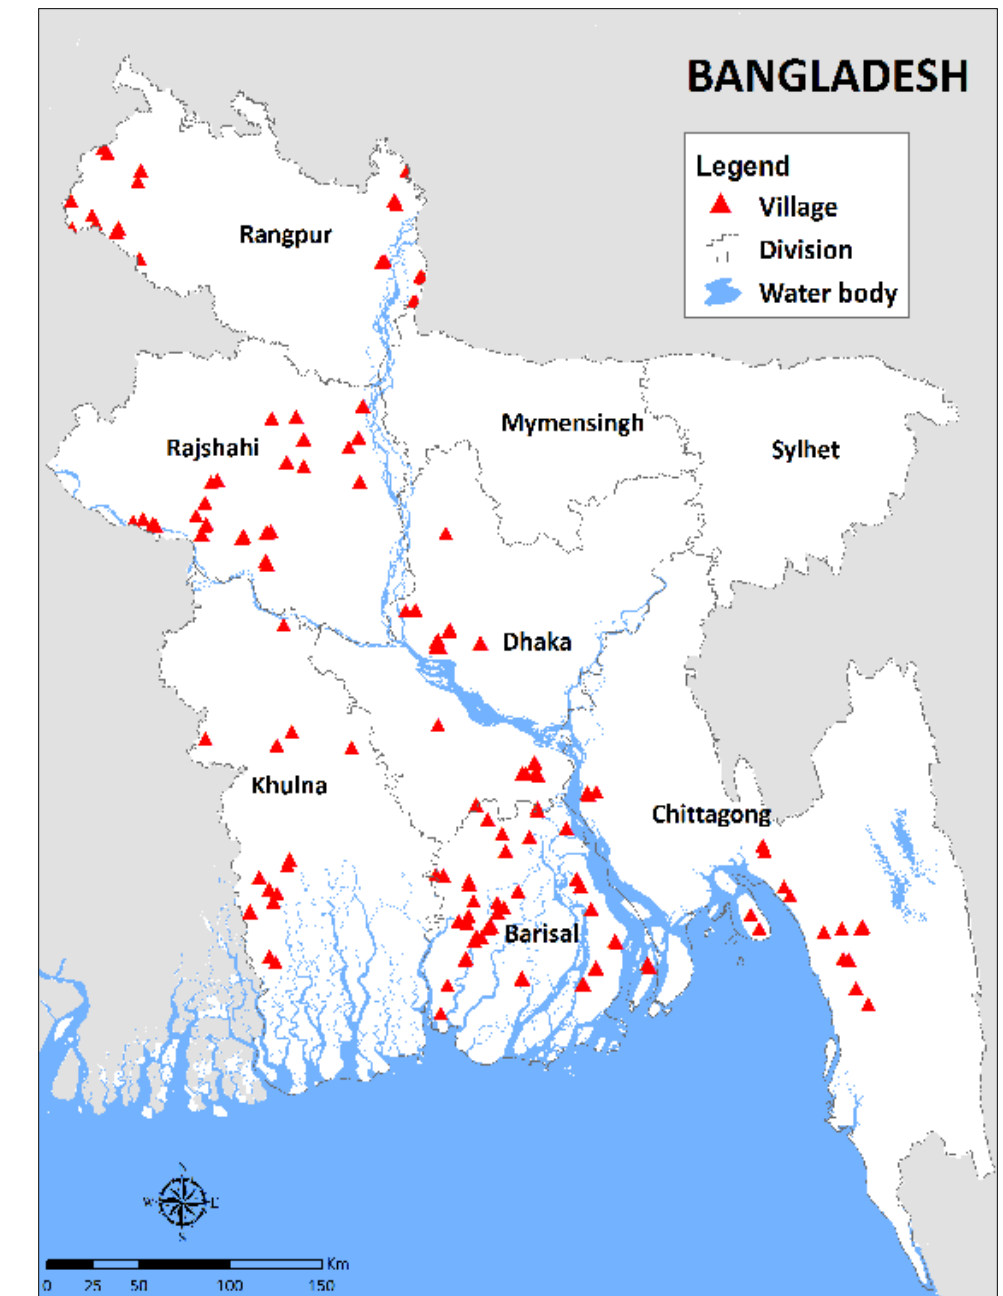 BANGLADESH
Legend
Village
Division
Water body
Rangpur
Mymensingh
Rajshahi
Sylhet
Dhaka
Khulna
Chittagong
Barisal
N
W E
S
Km
0 25 50 100 150